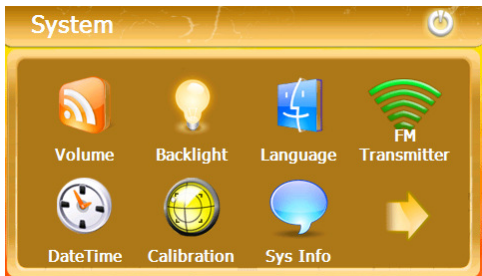 System
Volume
Backlight
Language
FM
Transmitter
DateTime
Calibration
Sys Info